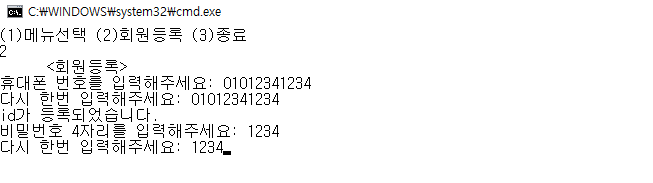 C:\WINDOWS\system32\cmd.exe
(1)메뉴선택 (2)회원등록 (3)종료
2
<회원등록>
휴대폰 번호를 입력해주세요: 01012341234
다시 한번 입력해주세요: 01012341234
id가 등록되었습니다.
비밀번호 4자리를 입력해주세요: 1234
다시 한번 입력해주세요: 1234